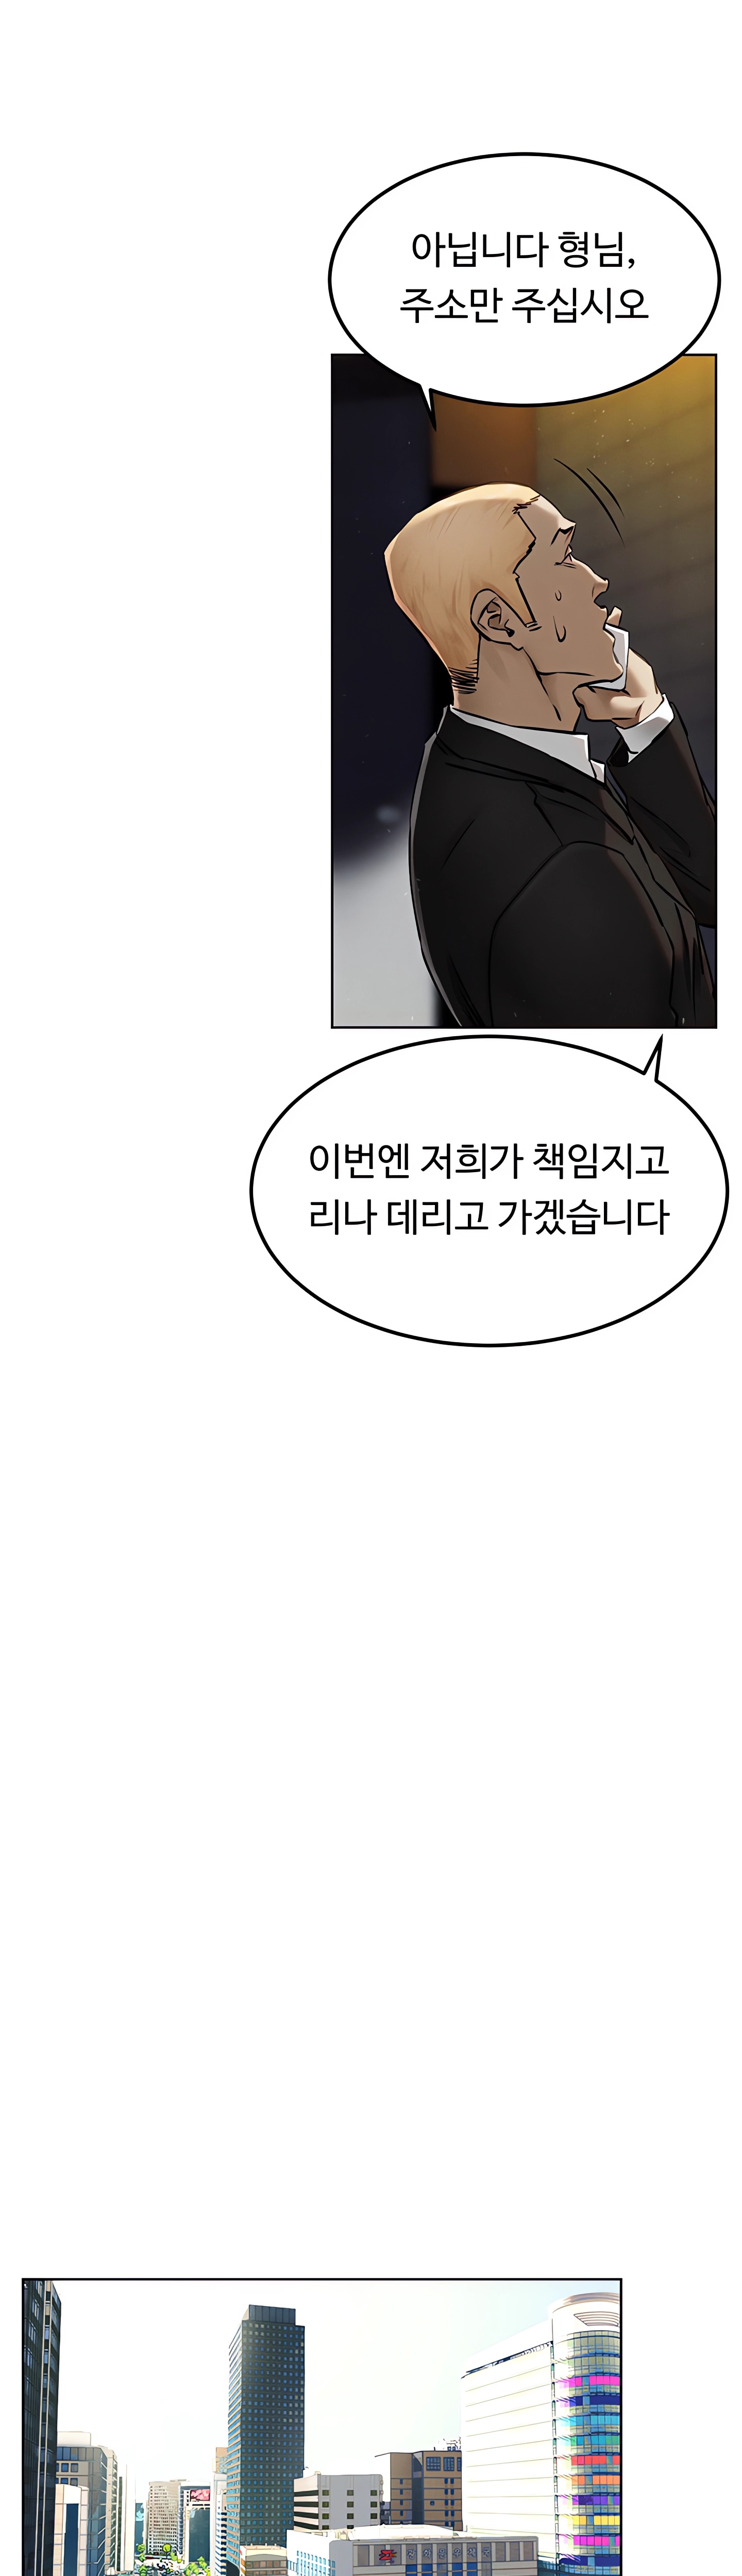 아닙니다 형님,
주소만 주십시오
이번엔 저희가 책임지고
리나 데리고 가겠습니다